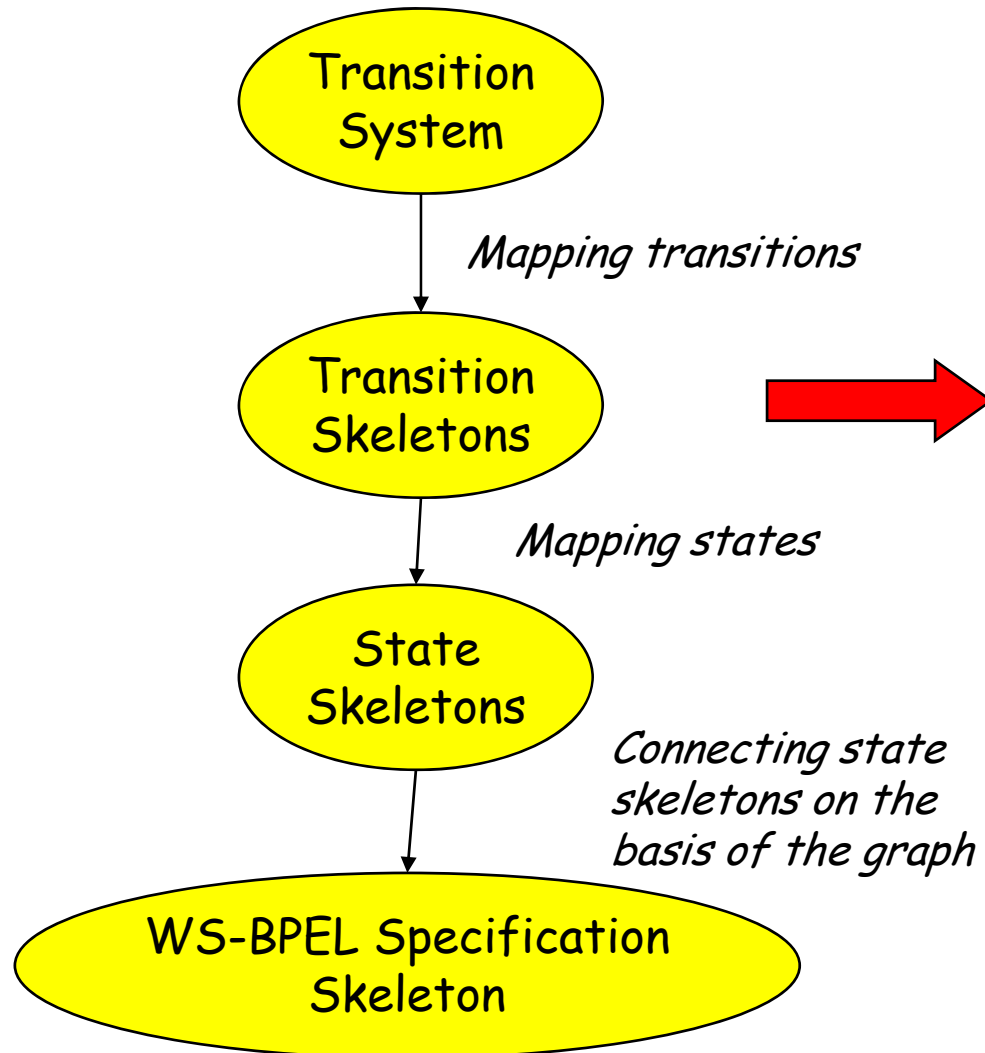 Transition
System
Mapping transitions
Transition
Skeletons
Mapping states
State
Skeletons
Connecting state
skeletons on the
basis of the graph
WS-BPEL Specification
Skeleton